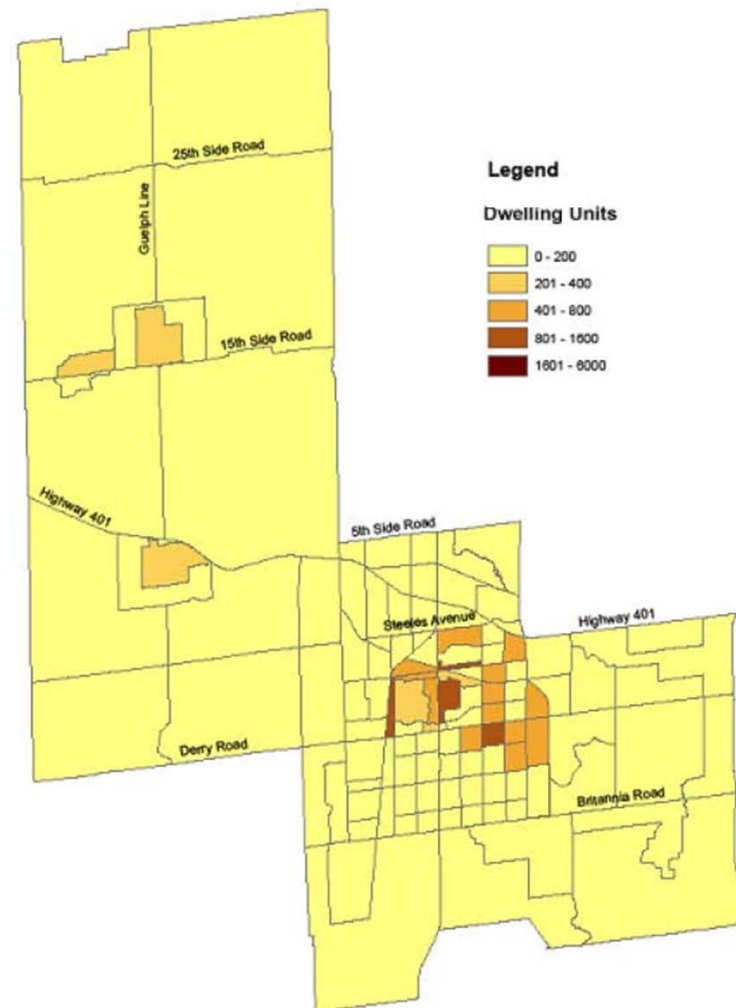 25th Side Road
Guelph Line
Legend
Dwelling Units
0 - 200
201 - 400
401 - 800
801 - 1600
1601 - 6000
15th Side Road
Highway 401
5th Side Road
Steeles Avenue
Highway 401
Derry Road
Britannia Road